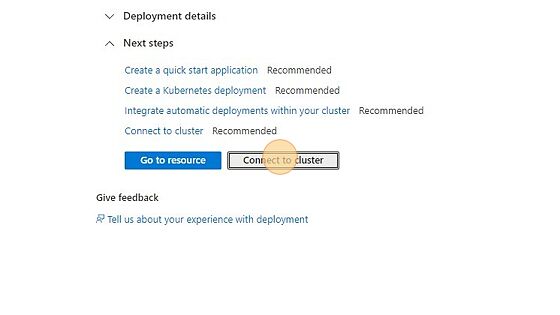 Deployment details
Next steps
Create a quick start application Recommended
Create a Kubernetes deployment Recommended
Integrate automatic deployments within your cluster Recommended
Connect to cluster Recommended
Go to resource Connect to cluster
Give feedback
Tell us about your experience with deployment